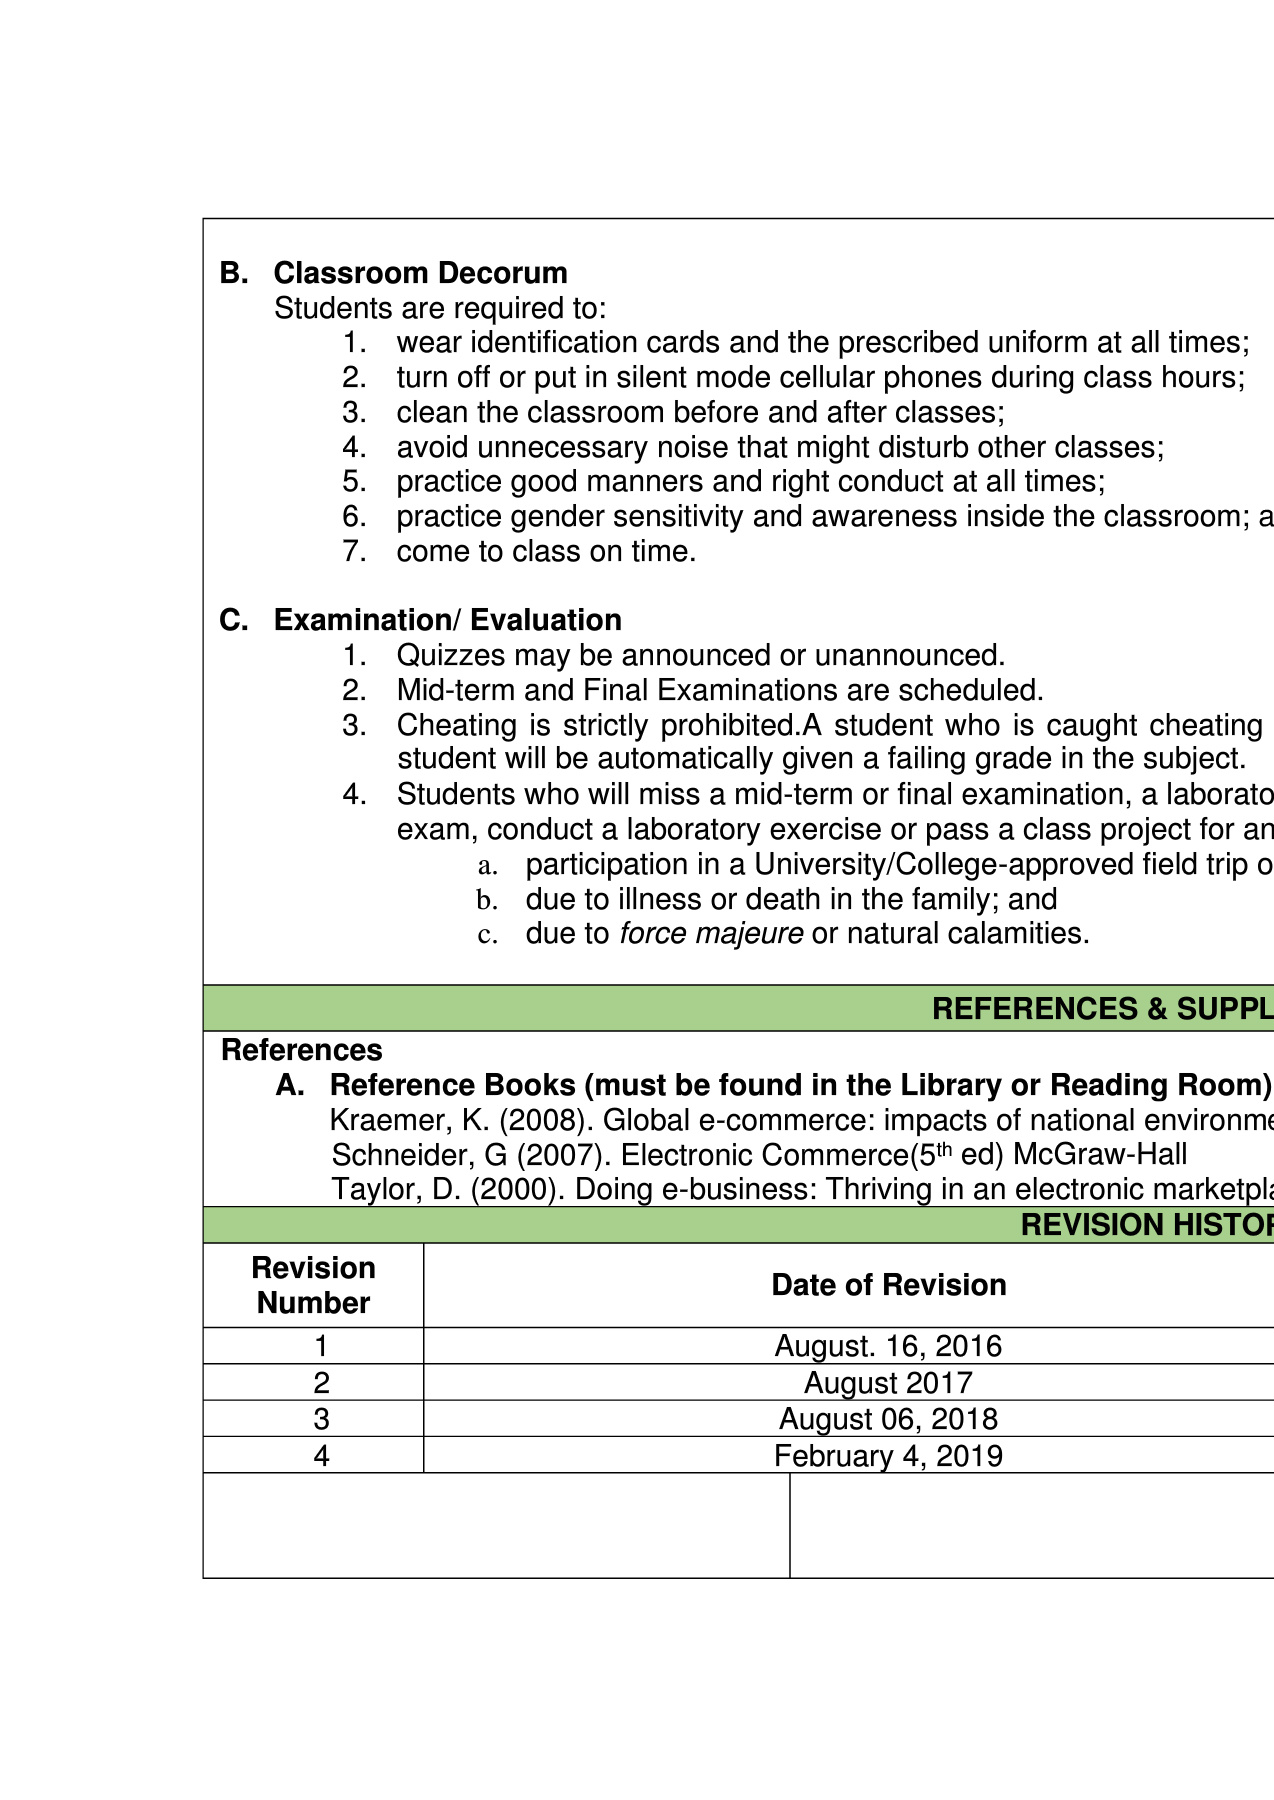 B. Classroom Decorum
Students are required to:
1. wear identification cards and the prescribed uniform at all times;
2. turn off or put in silent mode cellular phones during class hours;
3. clean the classroom before and after classes;
4. avoid unnecessary noise that might disturb other classes;
5. practice good manners and right conduct at all times;
6. practice gender sensitivity and awareness inside the classroom; a
7. come to class on time.
C. Examination/ Evaluation
1. Quizzes may be announced or unannounced.
2. Mid-term and Final Examinations are scheduled.
3. Cheating is strictly prohibited.A student who is caught cheating
student will be automatically given a failing grade in the subject.
4. Students who will miss a mid-term or final examination, a laborato
exam, conduct a laboratory exercise or pass a class project for an
a. participation in a University/College-approved field trip o
b. due to illness or death in the family; and
c. due to force majeure or natural calamities.
REFERENCES & SUPPL
References
A. Reference Books (must be found in the Library or Reading Room)
Kraemer, K. (2008). Global e-commerce: impacts of national environme
Schneider, G (2007). Electronic Commerce(5th ed) McGraw-Hall
Taylor, D. (2000). Doing e-business: Thriving in an electronic marketpla
REVISION HISTOR
Revision
Number
Date of Revision
1 August. 16, 2016
2 August 2017
3 August 06, 2018
4 February 4, 2019